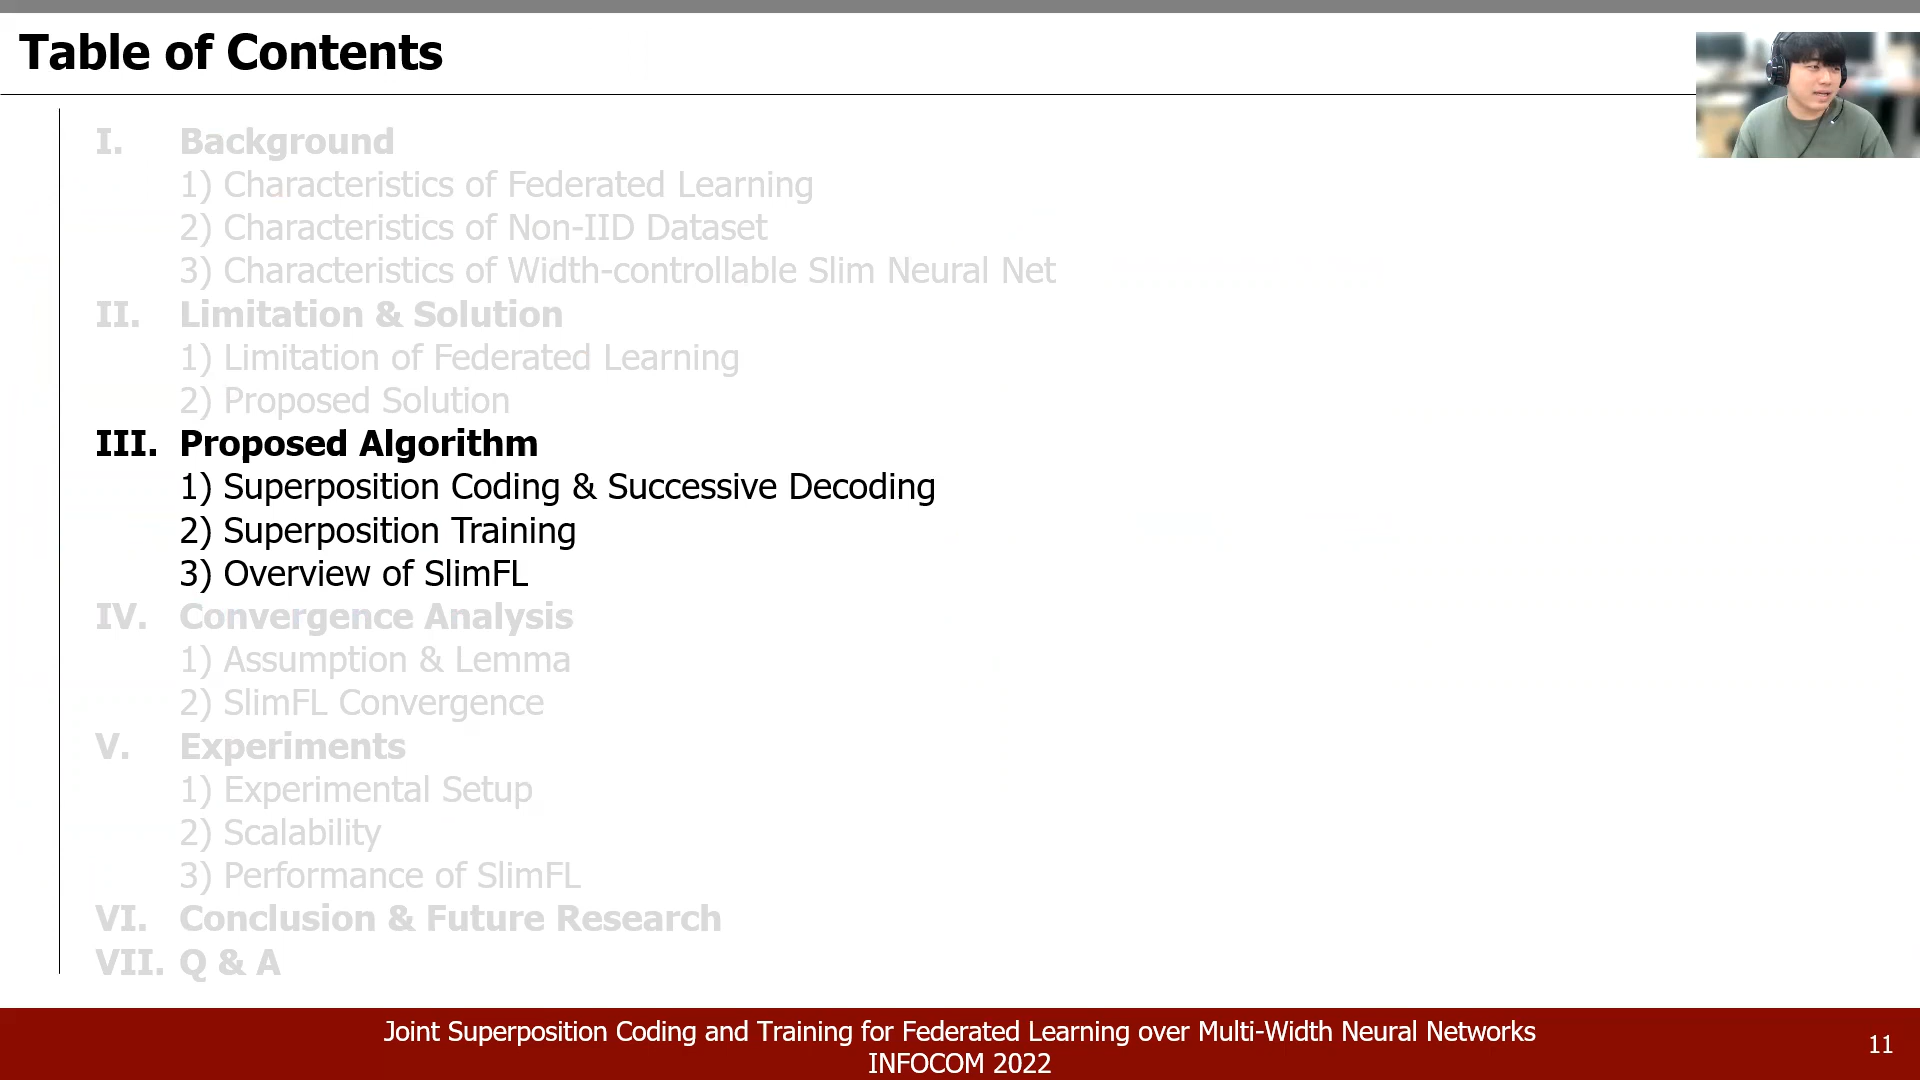 Table of Contents
I. Background
1) Characteristics of Federated Learning
2) Characteristics of Non-IID Dataset
3) Characteristics of Width-controllable Slim Neural Net
II. Limitation & Solution
1) Limitation of Federated Learning
2) Proposed Solution
III. Proposed Algorithm
1) Superposition Coding & Successive Decoding
2) Superposition Training
3) Overview of SlimFL
IV. Convergence Analysis
1) Assumption & Lemma
2) SlimFL Convergence
V. Experiments
1) Experimental Setup
2) Scalability
3) Performance of SlimFL
VI. Conclusion & Future Research
VII. Q & A
Joint Superposition Coding and Training for Federated Learning over Multi-Width Neural Networks
INFOCOM 2022
11